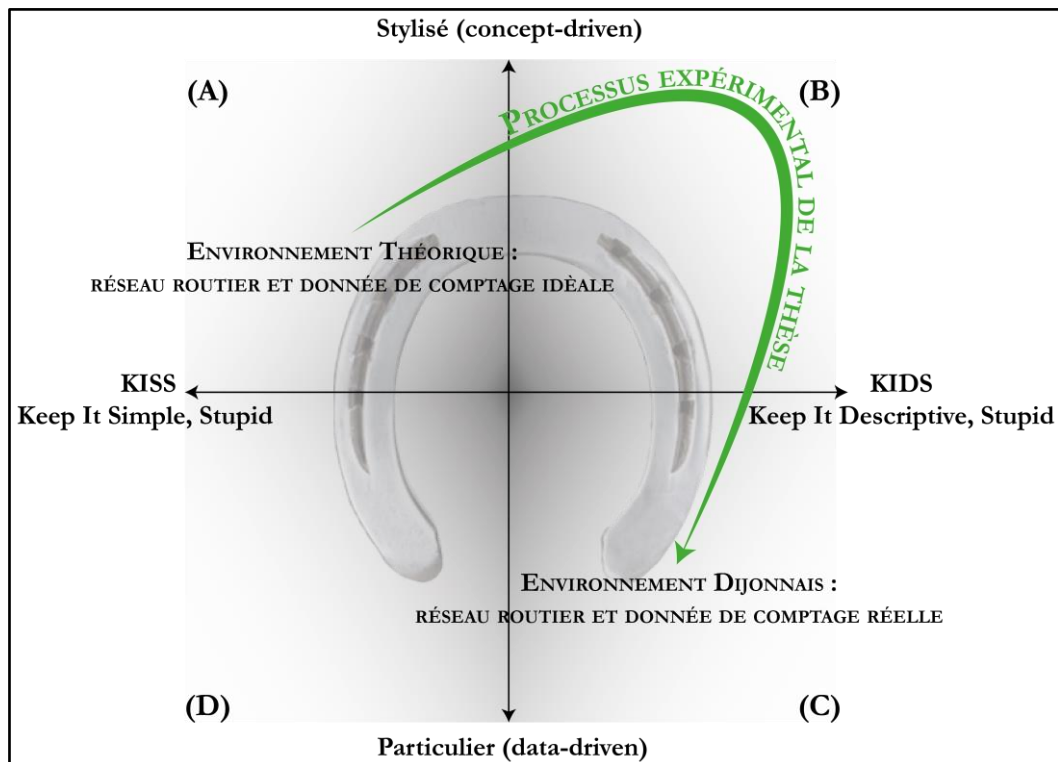 Stylisé (concept-driven)
(A)
(B)
PROCESSUS EXPÉRIMENTAL DE LA THÈSE
ENVIRONNEMENT THÉORIQUE :
RÉSEAU ROUTIER ET DONNÉE DE COMPTAGE IDÈALE
KISS
Keep It Simple, Stupid
KIDS
Keep It Descriptive, Stupid
ENVIRONNEMENT DIJONNAIS :
RÉSEAU ROUTIER ET DONNÉE DE COMPTAGE RÉELLE
(D)
(C)
Particulier (data-driven)